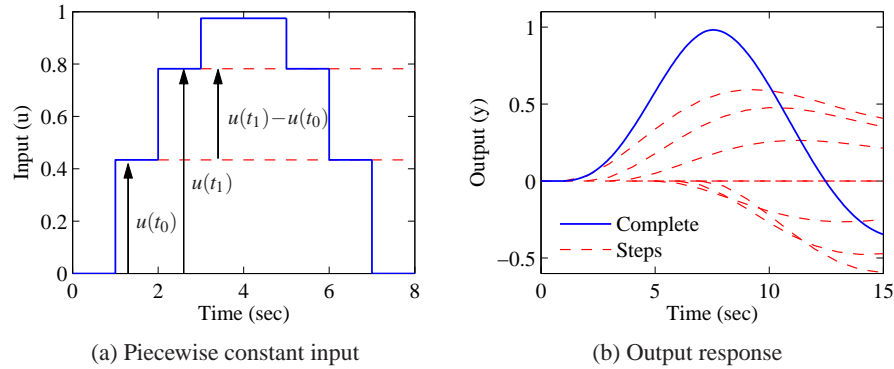 1
0.8
0.4
0.2
0
Input (u)
u(t₁)−u(t₀)
u(t₁)
u(t₀)
0 2 4 6 8
Time (sec)
(a) Piecewise constant input
1
0.5
0
−0.5
Output (y)
Complete
Steps
0 5 10 15
Time (sec)
(b) Output response